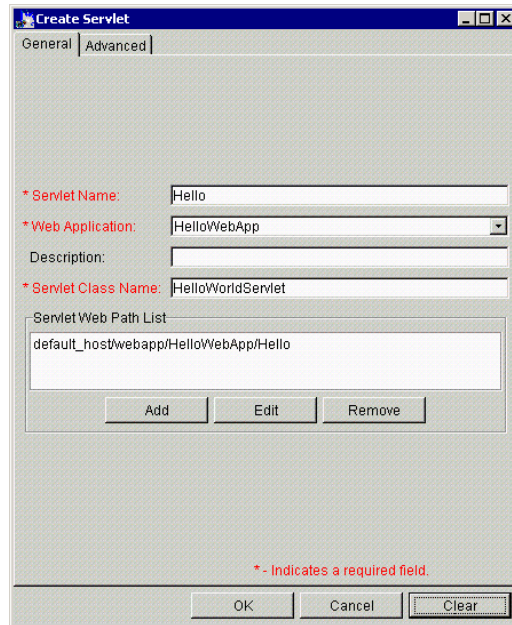 Create Servlet
General Advanced
* Servlet Name: Hello
* Web Application: HelloWebApp
Description:
* Servlet Class Name: HelloWorldServlet
Servlet Web Path List
default_host/webapp/HelloWebApp/Hello
Add Edit Remove
* - Indicates a required field.
OK Cancel Clear